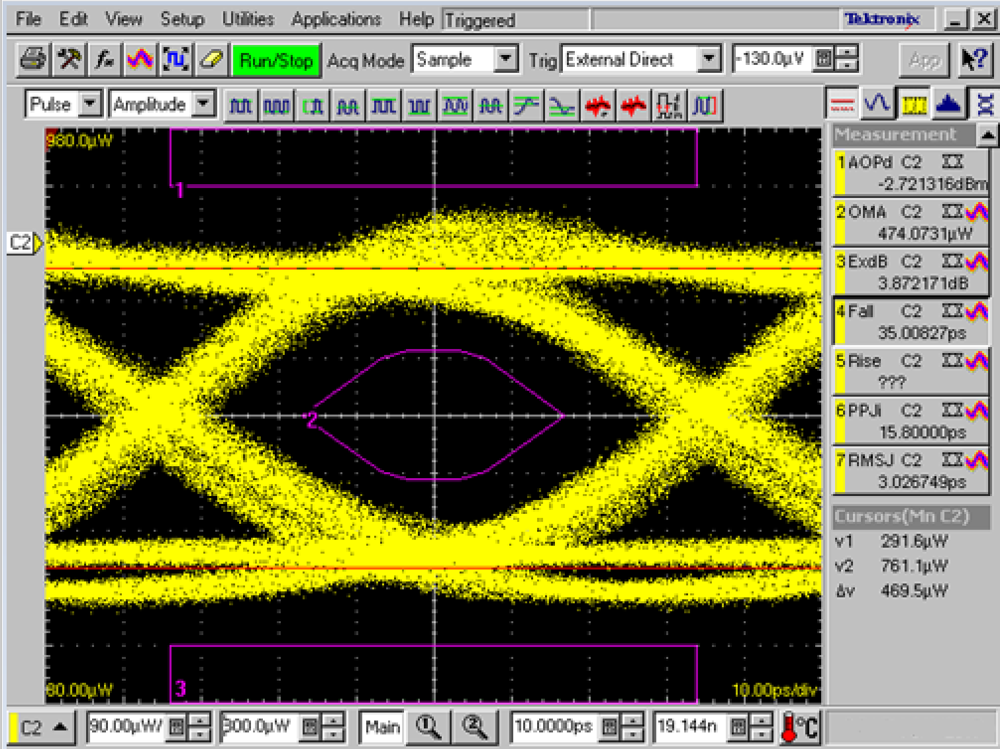 File Edit View Setup Utilities Applications Help Triggered Tektronix
Run/Stop Acq Mode Sample Trig External Direct -130.0µV App
Pulse Amplitude
980.0µW
Measurement
1 AOPd C2
-2.721316dBm
2 OMA C2
474.0731µW
3 ExdB C2
3.872171dB
4 Fall C2
35.00827ps
5 Rise C2
???
6 PPJi C2
15.80000ps
7 RMSJ C2
3.026749ps
Cursors(Mn C2)
v1 291.6µW
v2 761.1µW
Δv 469.5µW
1
C2
2
3
80.00µW 10.00ps/div
C2 90.00µW/ 300.0µW Main 1 2 10.0000ps 19.144n °C